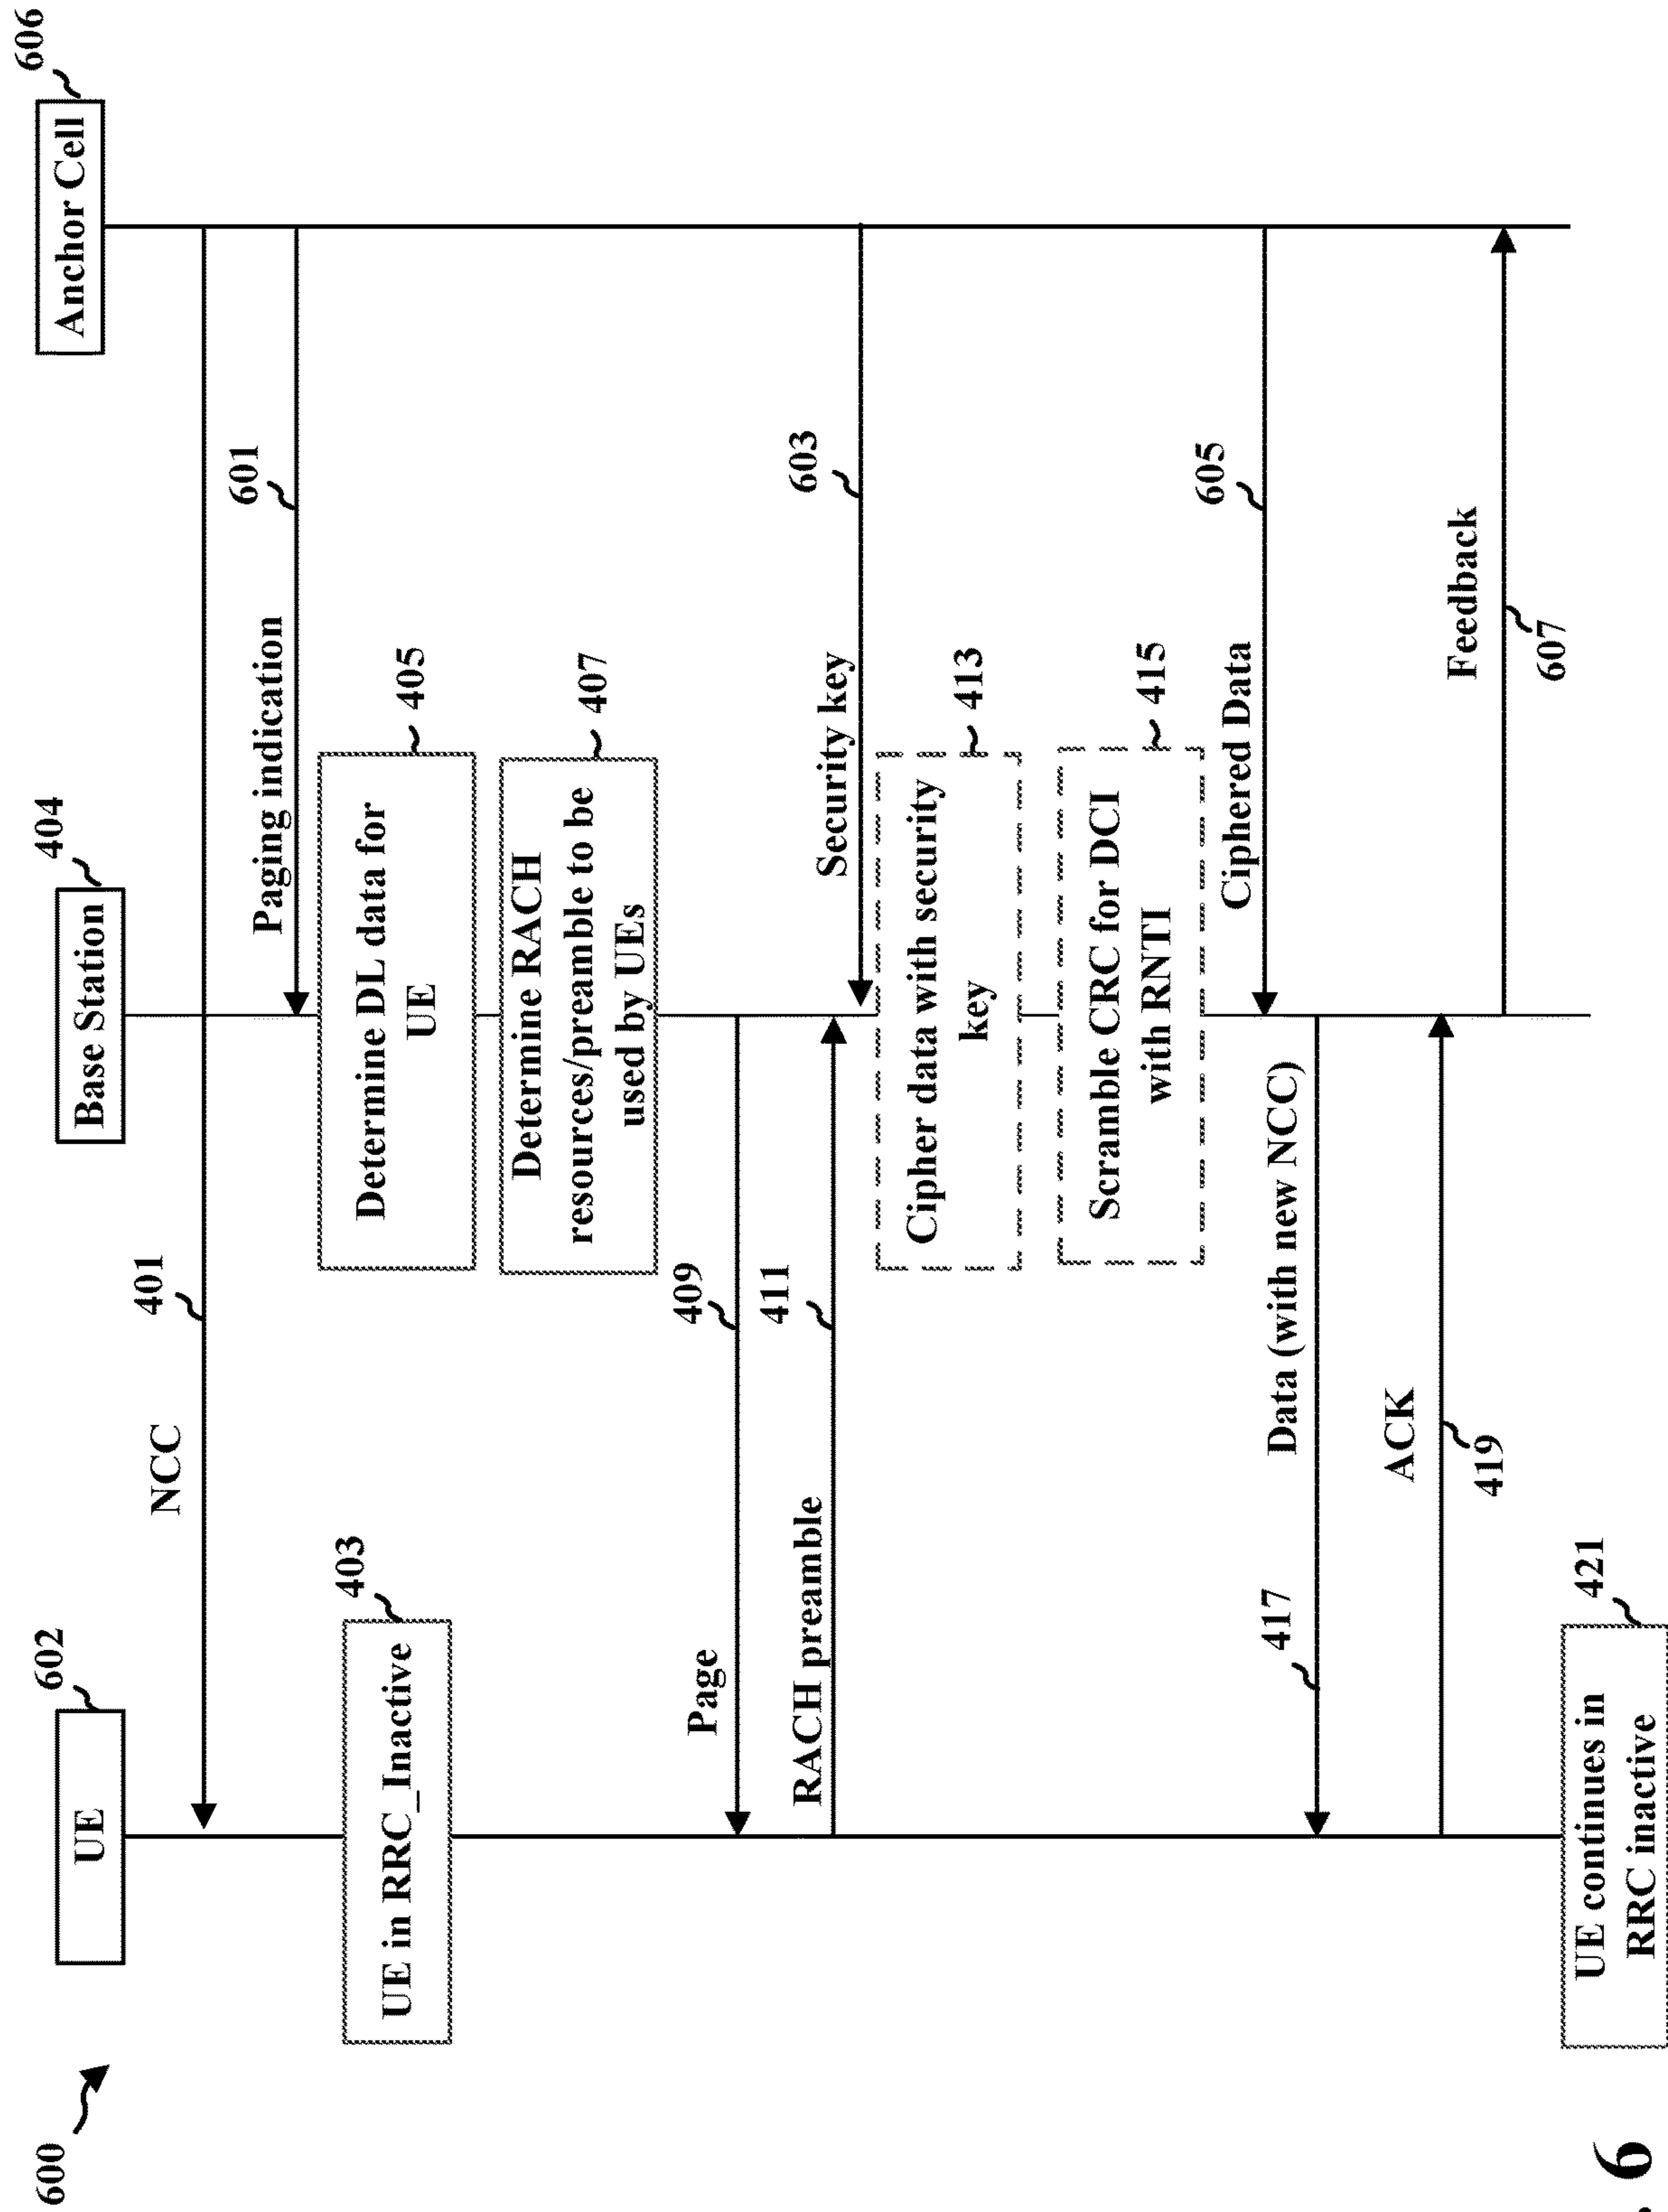 600
UE
602
Base Station
404
Anchor Cell
606
NCC
401
Paging indication
601
UE in RRC_Inactive
403
Determine DL data for
UE
405
Determine RACH
resources/preamble to be
used by UEs
407
Page
409
RACH preamble
411
Security key
603
Cipher data with security
key
413
Scramble CRC for DCI
with RNTI
415
Ciphered Data
605
417
Data (with new NCC)
ACK
419
Feedback
607
UE continues in
RRC inactive
421
. 6